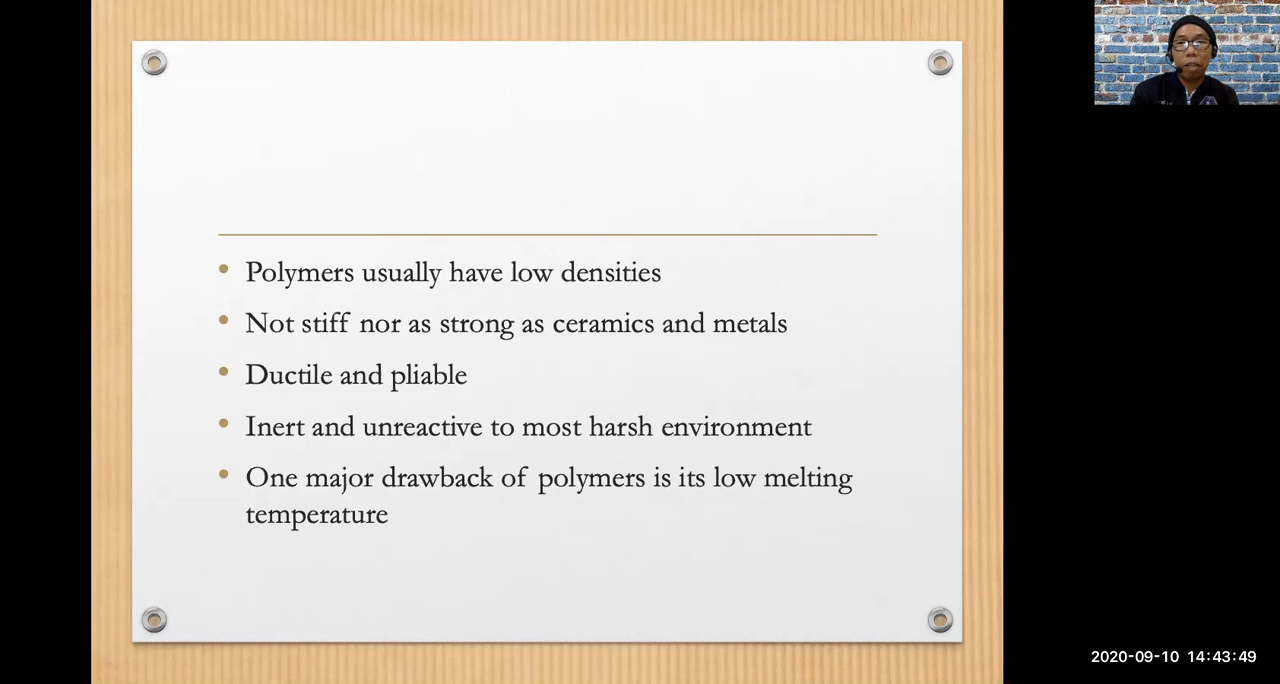 Polymers usually have low densities
Not stiff nor as strong as ceramics and metals
Ductile and pliable
Inert and unreactive to most harsh environment
One major drawback of polymers is its low melting
temperature
2020-09-10 14:43:49